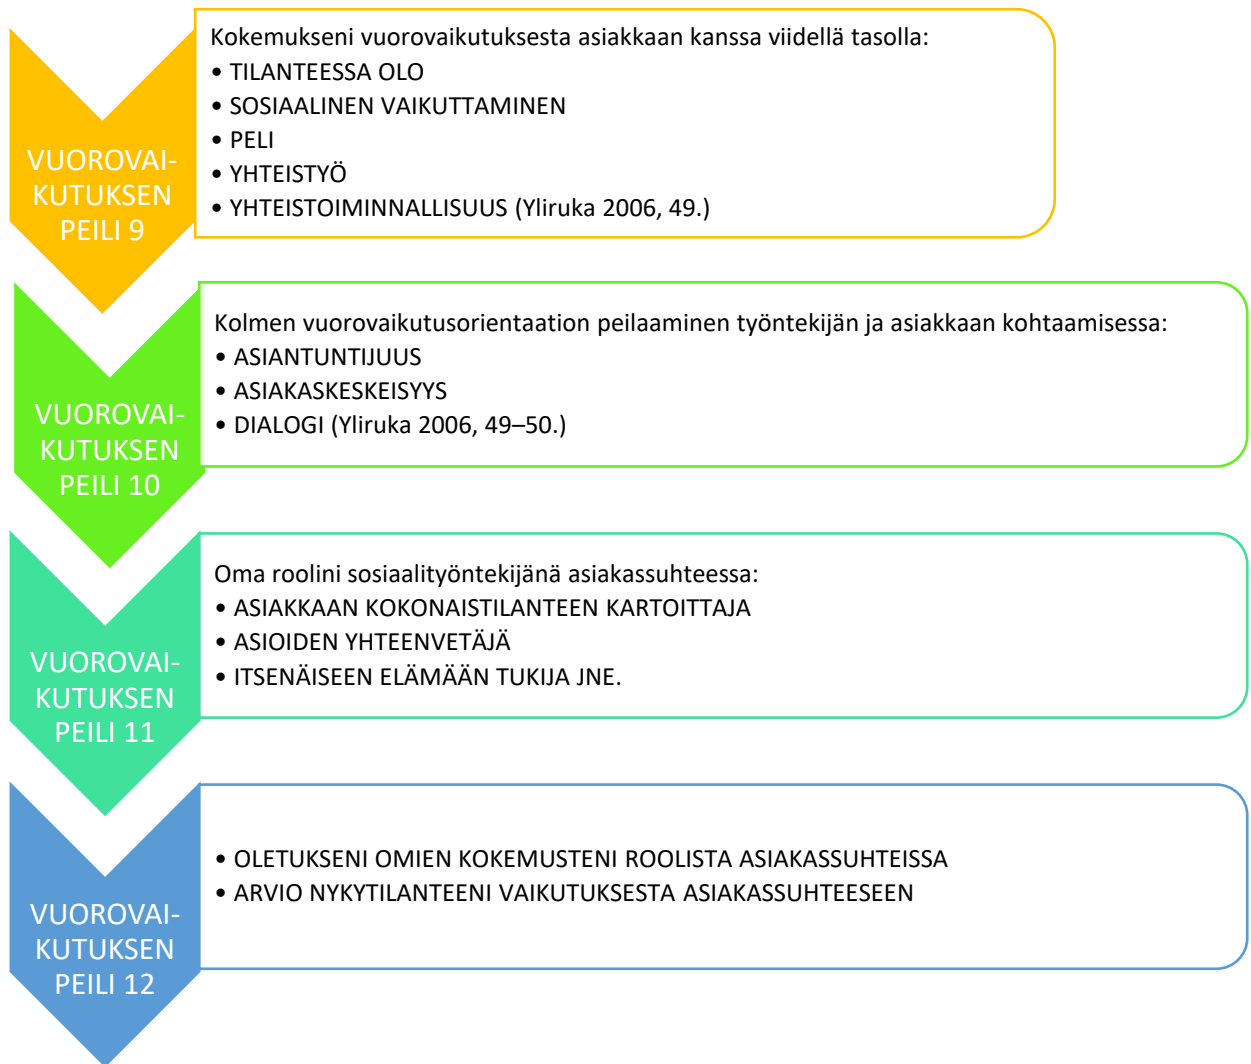 Kokemukseni vuorovaikutuksesta asiakkaan kanssa viidellä tasolla:
• TILANTEESSA OLO
• SOSIAALINEN VAIKUTTAMINEN
• PELI
• YHTEISTYÖ
• YHTEISTOIMINNALLISUUS (Yliruka 2006, 49.)
VUOROVAI-
KUTUKSEN
PEILI 9
Kolmen vuorovaikutusorientaation peilaaminen työntekijän ja asiakkaan kohtaamisessa:
• ASIANTUNTIJUUS
• ASIAKASKESKEISYYS
• DIALOGI (Yliruka 2006, 49–50.)
VUOROVAI-
KUTUKSEN
PEILI 10
Oma roolini sosiaalityöntekijänä asiakassuhteessa:
• ASIAKKAAN KOKONAISTILANTEEN KARTOITTAJA
• ASIOIDEN YHTEENVETÄJÄ
• ITSENÄISEEN ELÄMÄÄN TUKIJA JNE.
VUOROVAI-
KUTUKSEN
PEILI 11
• OLETUKSENI OMIEN KOKEMUSTENI ROOLISTA ASIAKASSUHTEISSA
• ARVIO NYKYTILANTEENI VAIKUTUKSESTA ASIAKASSUHTEESEEN
VUOROVAI-
KUTUKSEN
PEILI 12